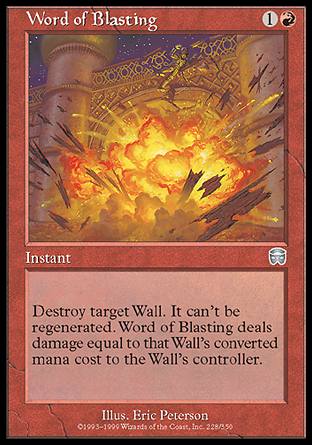 Word of Blasting 1
Instant
Destroy target Wall. It can't be
regenerated. Word of Blasting deals
damage equal to that Wall's converted
mana cost to the Wall's controller.
Illus. Eric Peterson
©1993–1999 Wizards of the Coast, Inc. 228/350